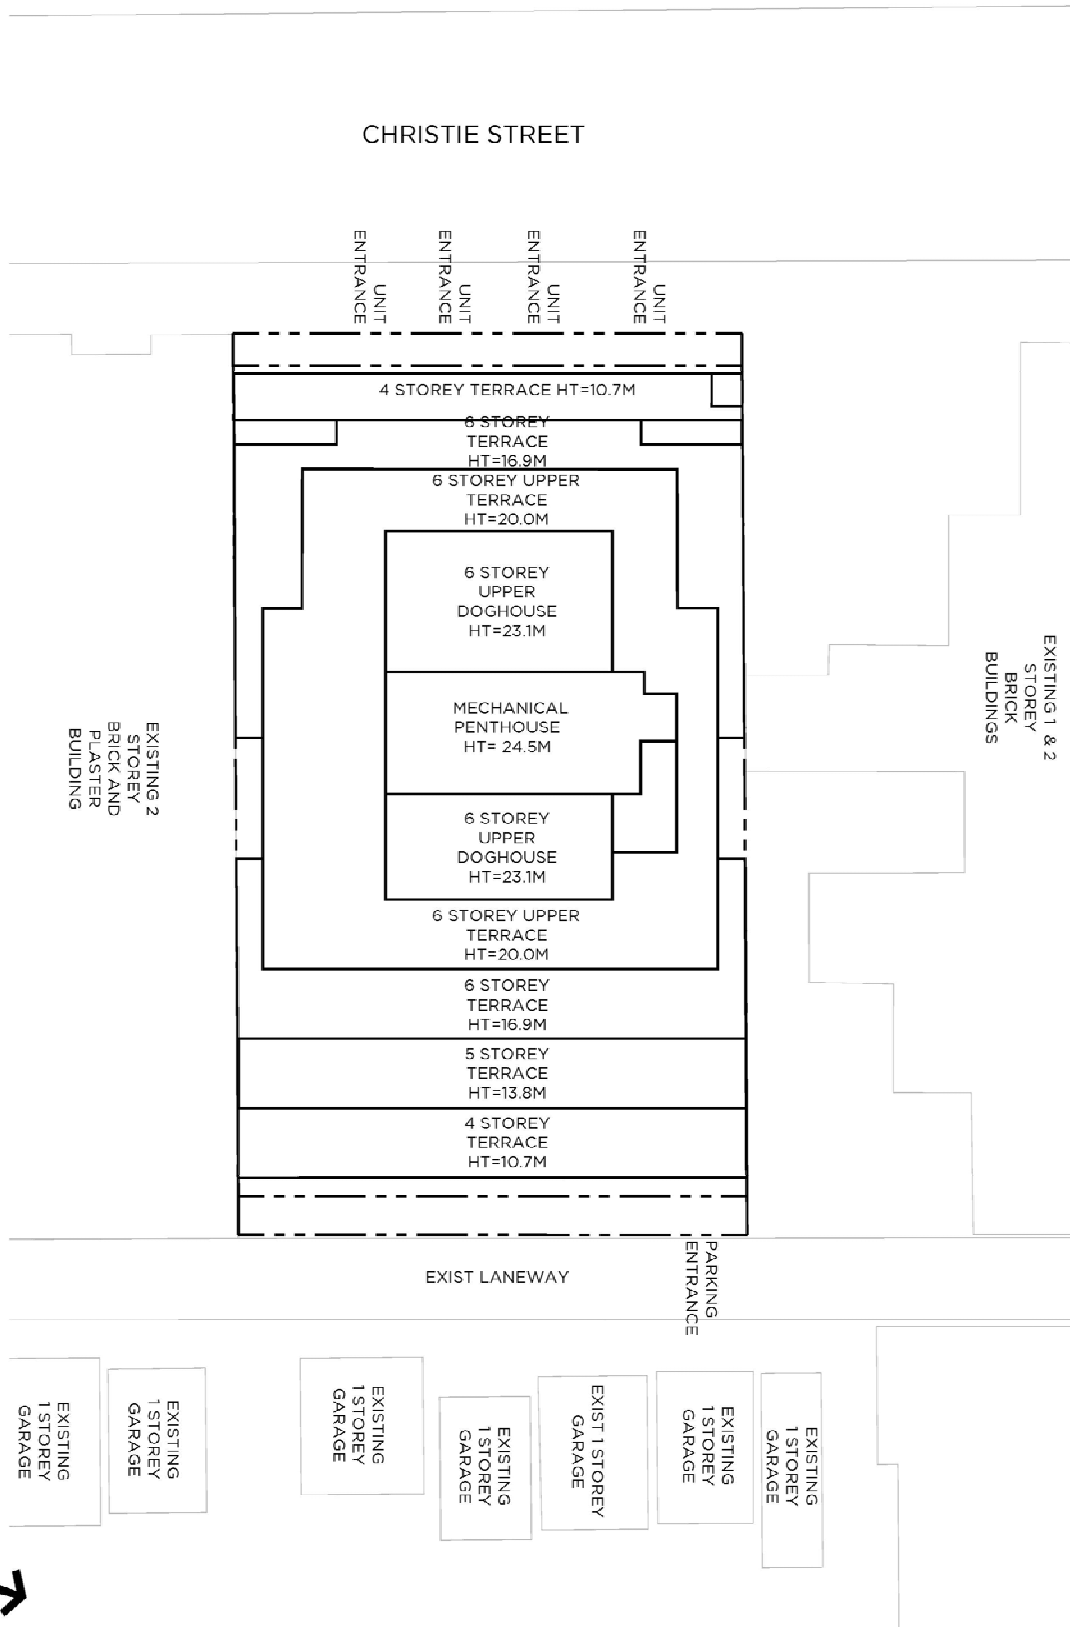 CHRISTIE STREET
UNIT
ENTRANCE
ENTRANCE
UNIT
ENTRANCE
ENTRANCE
UNIT
ENTRANCE
ENTRANCE
UNIT
ENTRANCE
ENTRANCE
4 STOREY TERRACE HT=10.7M
6 STOREY
TERRACE
HT=16.9M
6 STOREY UPPER
TERRACE
HT=20.0M
6 STOREY
UPPER
DOGHOUSE
HT=23.1M
MECHANICAL
PENTHOUSE
HT= 24.5M
6 STOREY
UPPER
DOGHOUSE
HT=23.1M
6 STOREY UPPER
TERRACE
HT=20.0M
6 STOREY
TERRACE
HT=16.9M
5 STOREY
TERRACE
HT=13.8M
4 STOREY
TERRACE
HT=10.7M
EXISTING 2
STOREY
BRICK AND
PLASTER
BUILDING
EXISTING 1 & 2
STOREY
BRICK
BUILDINGS
EXIST LANEWAY
PARKING
ENTRANCE
EXISTING
1 STOREY
GARAGE
EXISTING
1 STOREY
GARAGE
EXISTING
1 STOREY
GARAGE
EXISTING
1 STOREY
GARAGE
EXIST 1 STOREY
GARAGE
EXISTING
1 STOREY
GARAGE
EXISTING
1 STOREY
GARAGE